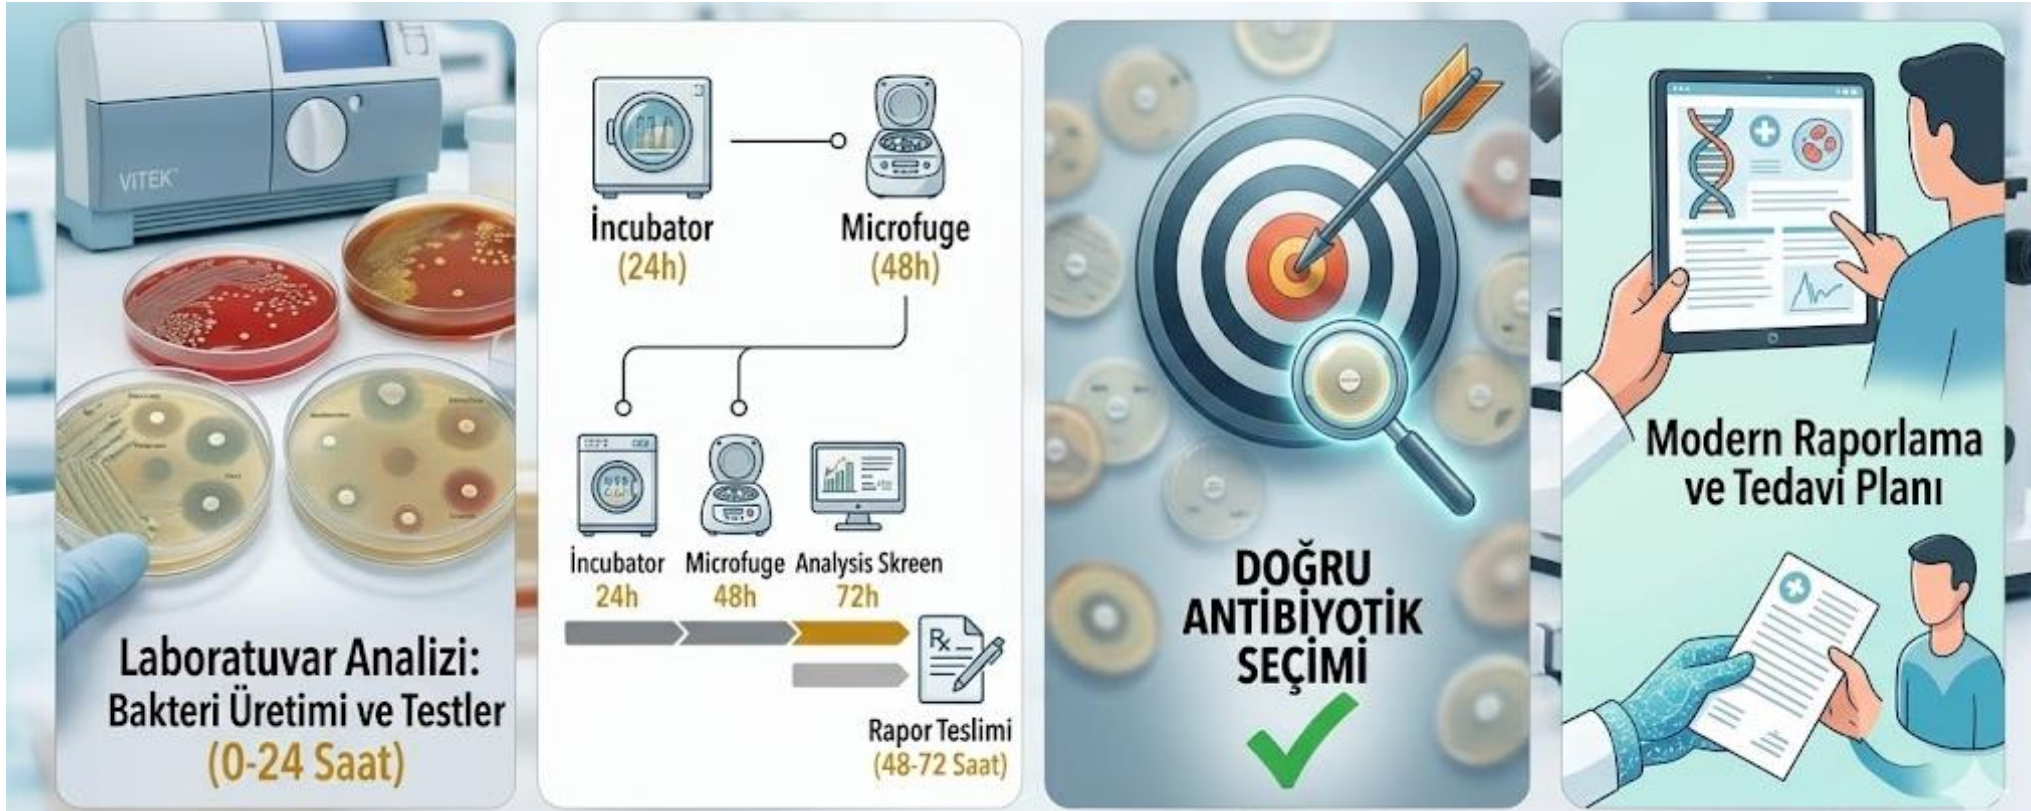 VITEK
Laboratuvar Analizi:
Bakteri Üretimi ve Testler
(0-24 Saat)
İncubator
(24h)
Microfuge
(48h)
İncubator
24h
Microfuge
48h
Analysis Skreen
72h
Rx
Rapor Teslimi
(48-72 Saat)
DOĞRU
ANTİBİYOTİK
SEÇİMİ
Modern Raporlama
ve Tedavi Planı